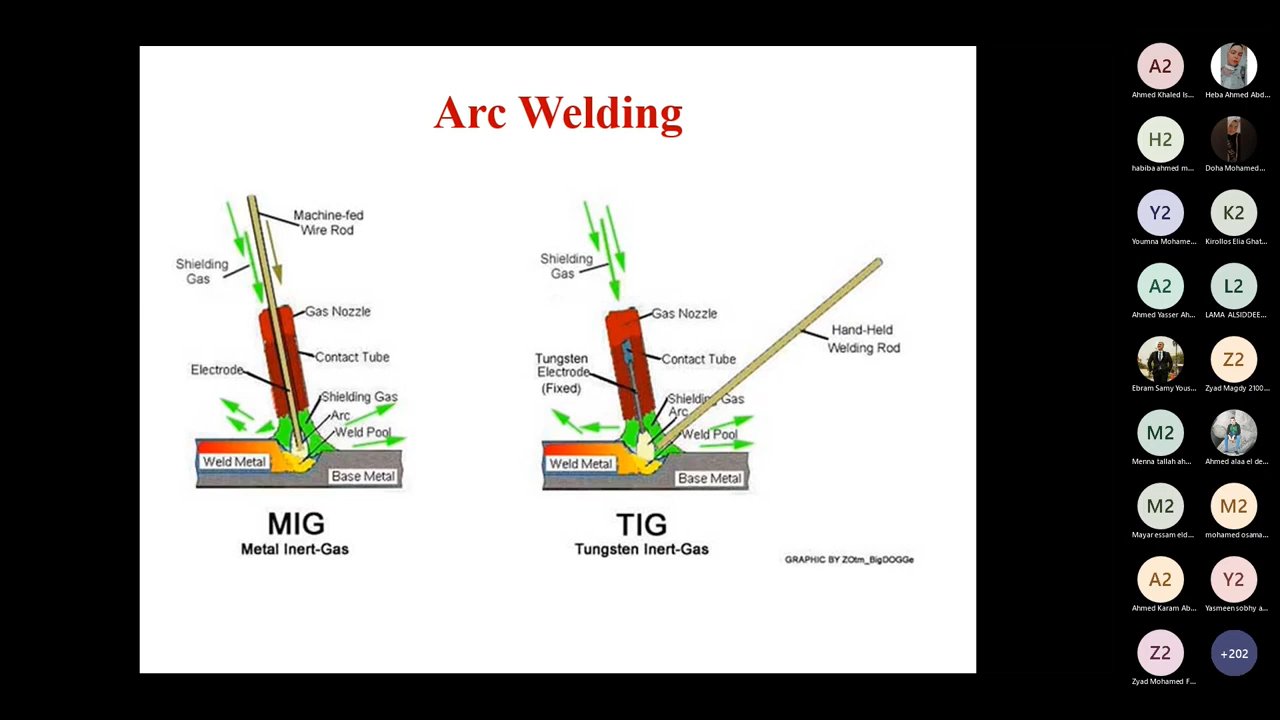 Arc Welding
Machine-fed
Wire Rod
Shielding
Gas
Gas Nozzle
Contact Tube
Electrode
Shielding Gas
Arc
Weld Pool
Weld Metal
Base Metal
MIG
Metal Inert-Gas
Shielding
Gas
Gas Nozzle
Hand-Held
Welding Rod
Tungsten
Electrode
(Fixed)
Contact Tube
Shielding Gas
Arc
Weld Pool
Weld Metal
Base Metal
TIG
Tungsten Inert-Gas
GRAPHIC BY ZOtm_BigDOGGe
A2
Ahmed Khaled Is...
Heba Ahmed Abd...
H2
habiba ahmed m...
Doha Mohamed...
Y2
Youmna Mohame...
K2
Kirollos Elia Ghat...
A2
Ahmed Yasser Ah...
L2
LAMA ALSIDDEE...
Ebram Samy Yous...
Z2
Zyad Magdy 2100...
M2
Menna tallah ah...
Ahmed alaa el de...
M2
Mayar essam eld...
M2
mohamed osama...
A2
Ahmed Karam Ab...
Y2
Yasmeen sobhy a...
Z2
Zyad Mohamed F...
+202